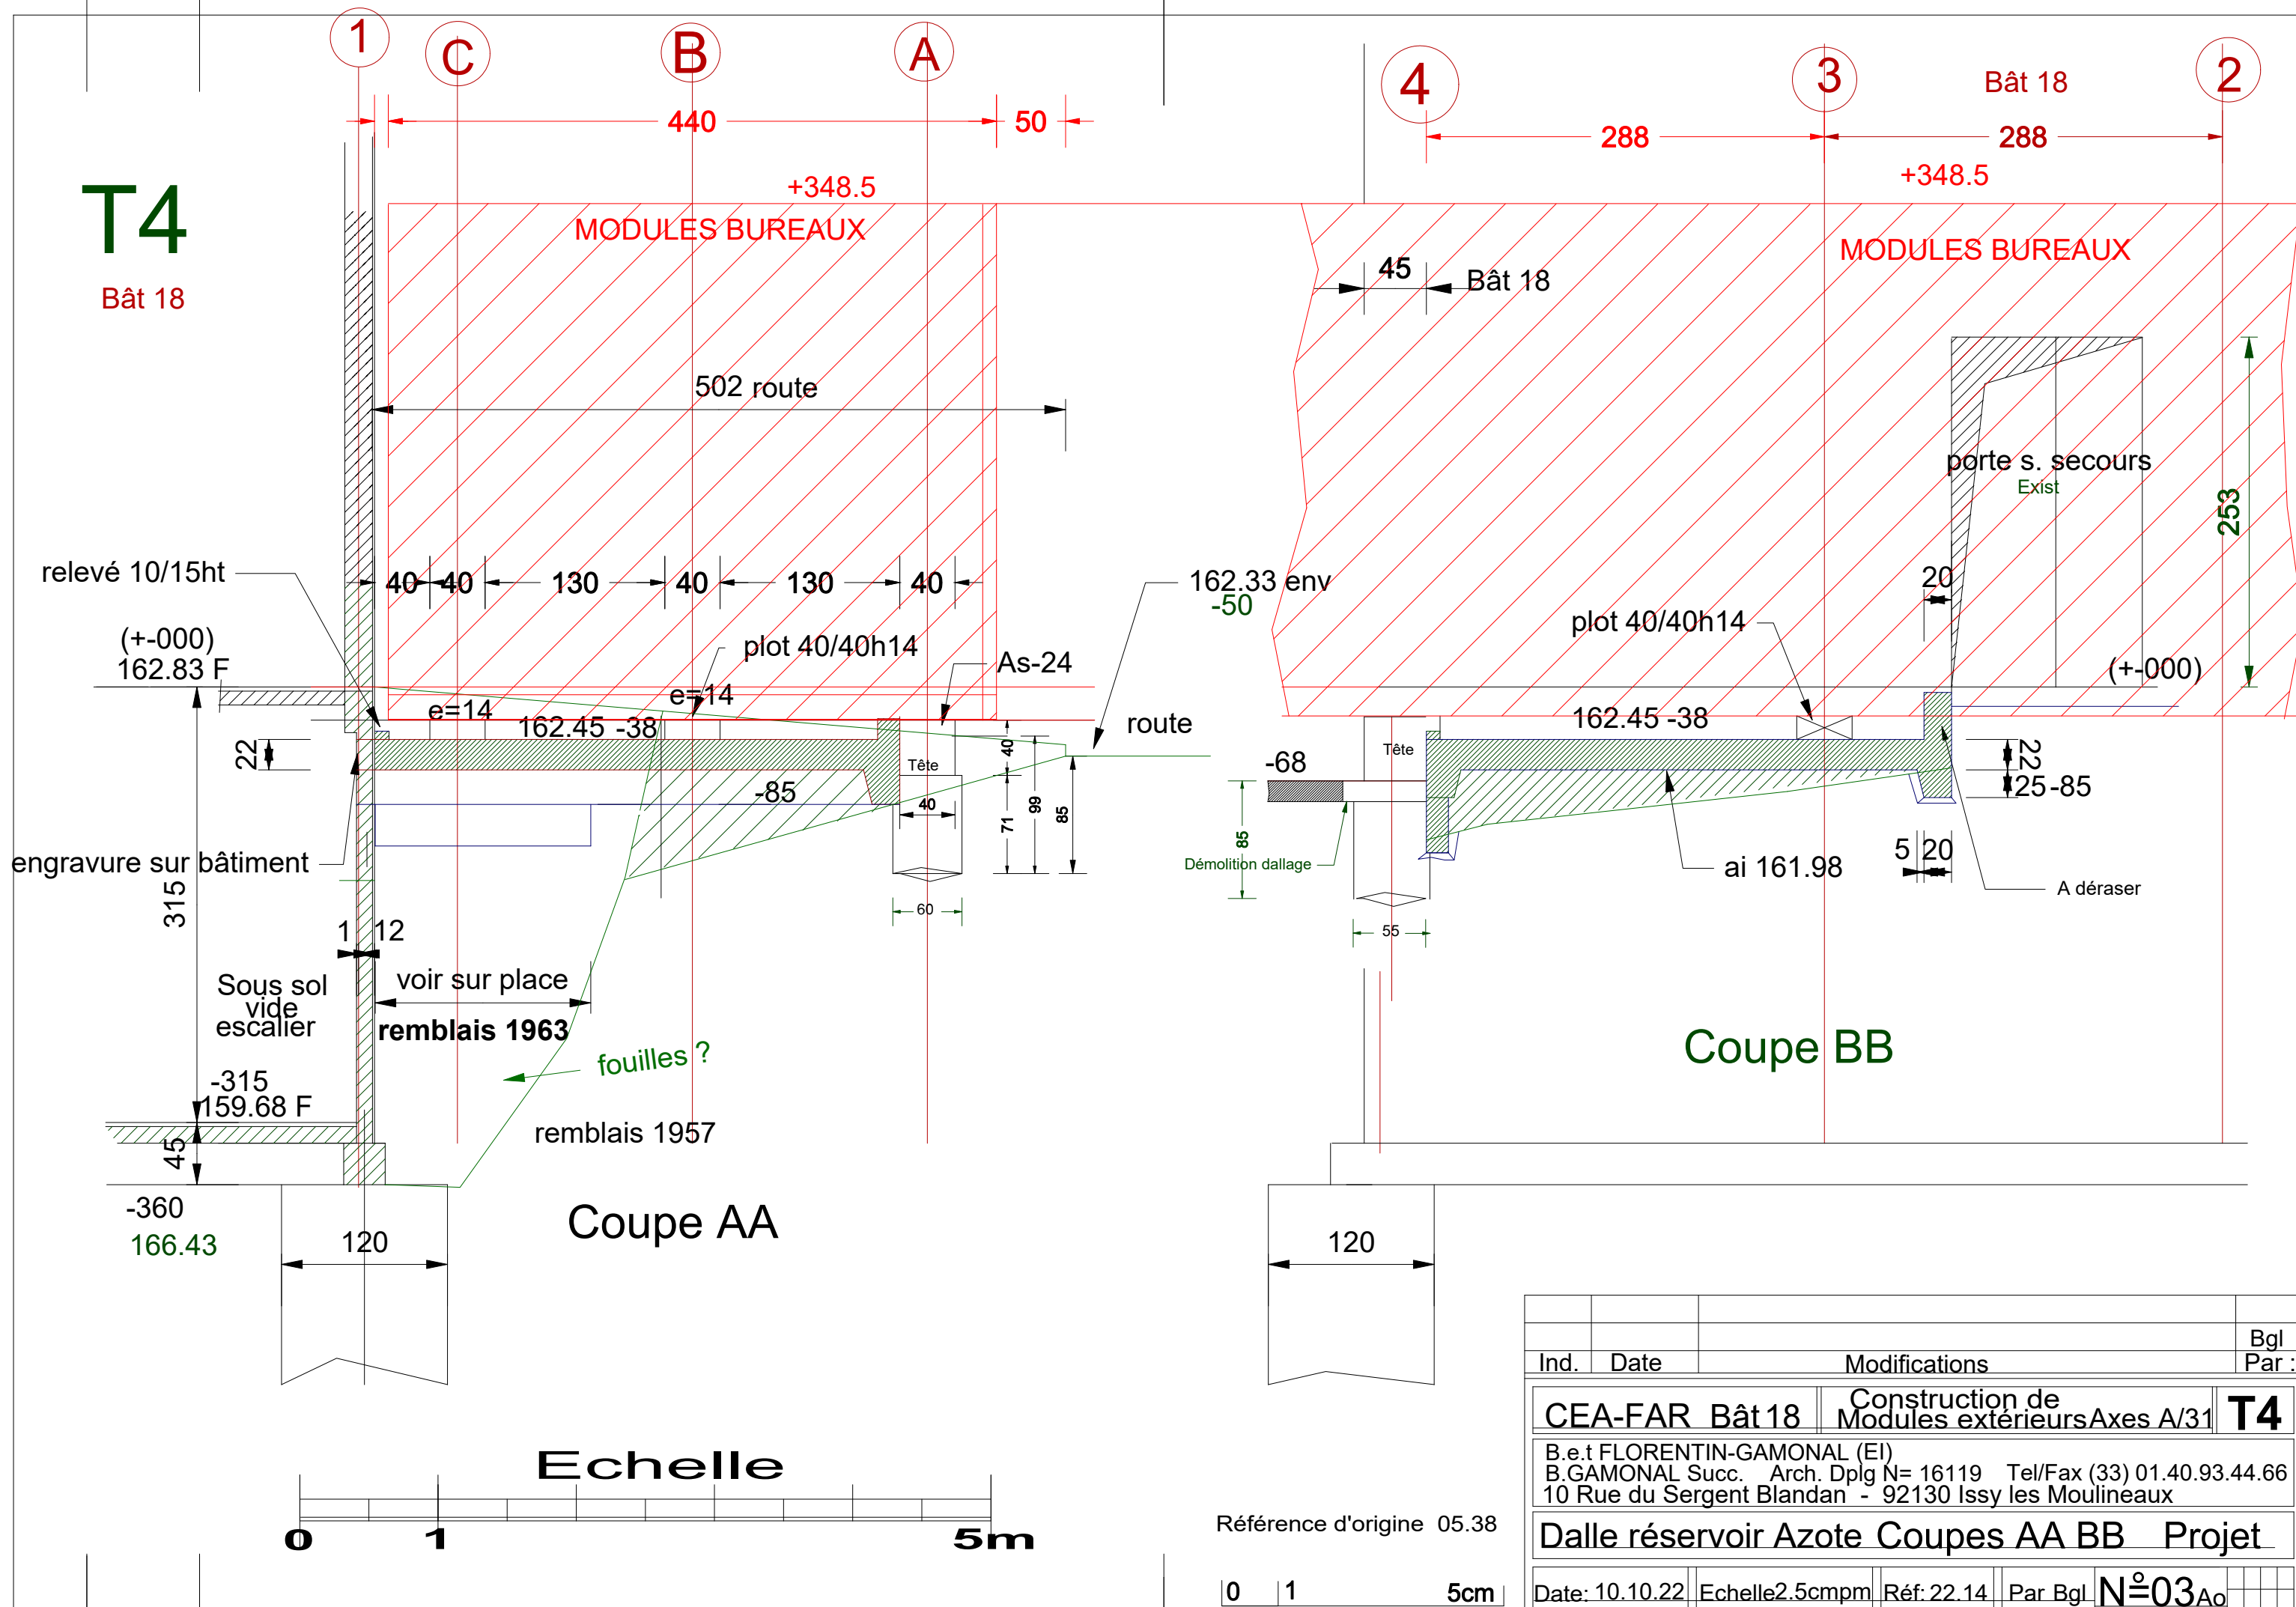 1
C
B
A
4
3
Bât 18
2
440
50
288
288
+348.5
+348.5
T4
MODULES BUREAUX
MODULES BUREAUX
Bât 18
45
Bât 18
502 route
porte s. secours
Exist
253
relevé 10/15ht
40
40
130
40
130
40
162.33 env
-50
20
plot 40/40h14
plot 40/40h14
(+-000)
162.83 F
As-24
(+-000)
e=14
e=14
162.45 -38
route
162.45 -38
22
40
Tête
Tête
-68
22
-85
25
-85
40
71
99
85
85
engravure sur bâtiment
Démolition dallage
ai 161.98
5
20
A déraser
315
60
55
1
12
voir sur place
Sous sol
vide
escalier
remblais 1963
fouilles ?
Coupe BB
-315
159.68 F
remblais 1957
45
-360
166.43
Coupe AA
120
120
Echelle
0
1
5m
Référence d'origine 05.38
0
1
5cm
Bgl
Ind.
Date
Modifications
Par :
CEA-FAR Bât 18
Construction de
Modules extérieurs Axes A/31
T4
B.e.t FLORENTIN-GAMONAL (EI)
B.GAMONAL Succ. Arch. Dplg N= 16119 Tel/Fax (33) 01.40.93.44.66
10 Rue du Sergent Blandan - 92130 Issy les Moulineaux
Dalle réservoir Azote Coupes AA BB Projet
Date: 10.10.22
Echelle 2.5cmpm
Réf: 22.14
Par Bgl
N°=03 Ao